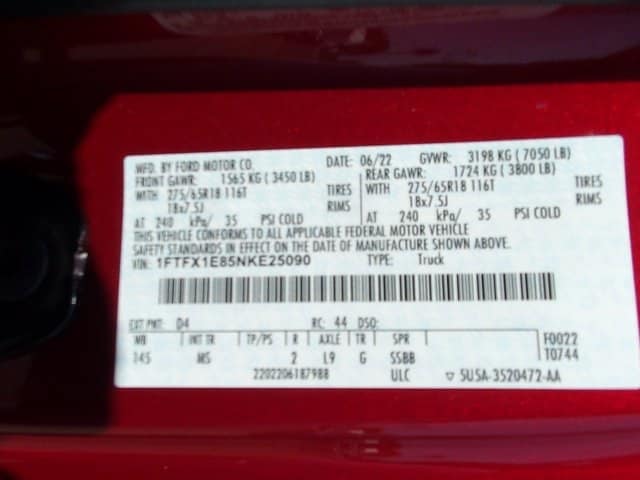 MFD. BY FORD MOTOR CO. DATE: 06/22 GVWR: 3198 KG ( 7050 LB)
FRONT GAWR: 1565 KG ( 3450 LB) REAR GAWR: 1724 KG ( 3800 LB)
WITH 275/65R18 116T TIRES WITH 275/65R18 116T TIRES
18x7.5J RIMS 18x7.5J RIMS
AT 240 kPa/ 35 PSI COLD AT 240 kPa/ 35 PSI COLD
THIS VEHICLE CONFORMS TO ALL APPLICABLE FEDERAL MOTOR VEHICLE
STANDARDS IN EFFECT ON THE DATE OF MANUFACTURE SHOWN ABOVE.
VIN: 1FTFX1E85NKE25090 TYPE: Truck
EXT PNT: D4 RC: 44 DSO:
WB INT TR TP/PS R AXLE TR SPR F0022
145 MS 2 L9 G SSBB T0744
2202206187988 ULC ▽ 5U5A-3520472-AA